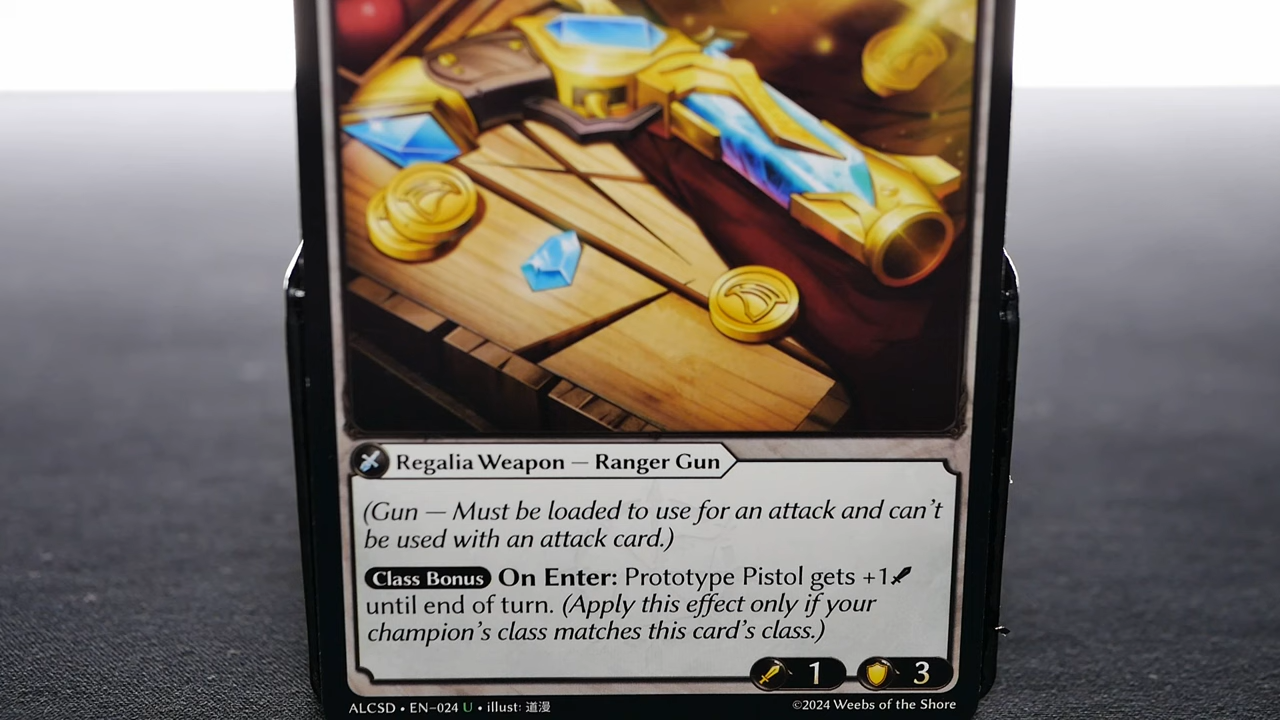 Regalia Weapon — Ranger Gun
(Gun — Must be loaded to use for an attack and can't
be used with an attack card.)
Class Bonus On Enter: Prototype Pistol gets +1
until end of turn. (Apply this effect only if your
champion's class matches this card's class.)
1 3
ALCSD • EN–024 U • illust: 道漫 ©2024 Weebs of the Shore